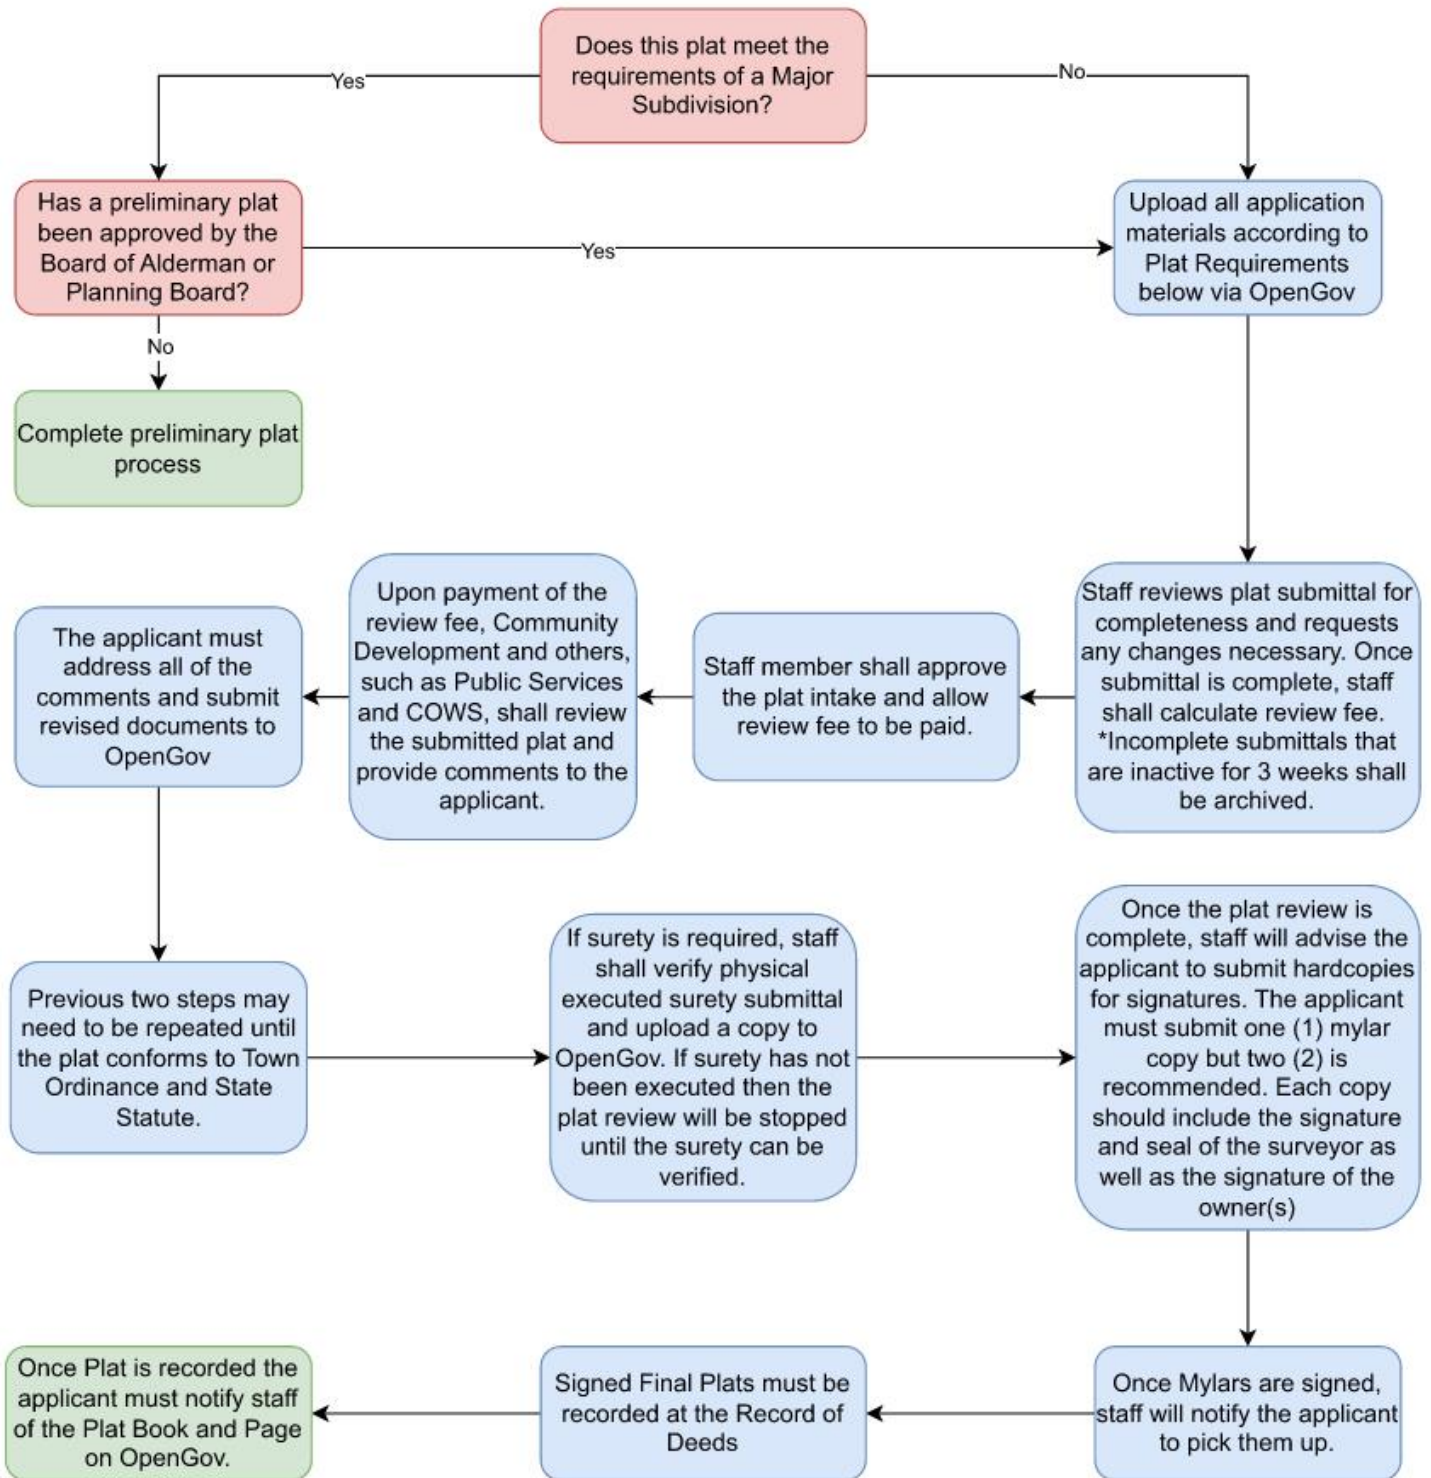 Does this plat meet the
requirements of a Major
Subdivision?
Yes
No
Has a preliminary plat
been approved by the
Board of Alderman or
Planning Board?
Yes
Upload all application
materials according to
Plat Requirements
below via OpenGov
No
Complete preliminary plat
process
Staff reviews plat submittal for
completeness and requests
any changes necessary. Once
submittal is complete, staff
shall calculate review fee.
*Incomplete submittals that
are inactive for 3 weeks shall
be archived.
Staff member shall approve
the plat intake and allow
review fee to be paid.
Upon payment of the
review fee, Community
Development and others,
such as Public Services
and COWS, shall review
the submitted plat and
provide comments to the
applicant.
The applicant must
address all of the
comments and submit
revised documents to
OpenGov
Previous two steps may
need to be repeated until
the plat conforms to Town
Ordinance and State
Statute.
If surety is required, staff
shall verify physical
executed surety submittal
and upload a copy to
OpenGov. If surety has not
been executed then the
plat review will be stopped
until the surety can be
verified.
Once the plat review is
complete, staff will advise the
applicant to submit hardcopies
for signatures. The applicant
must submit one (1) mylar
copy but two (2) is
recommended. Each copy
should include the signature
and seal of the surveyor as
well as the signature of the
owner(s)
Once Mylars are signed,
staff will notify the applicant
to pick them up.
Signed Final Plats must be
recorded at the Record of
Deeds
Once Plat is recorded the
applicant must notify staff
of the Plat Book and Page
on OpenGov.